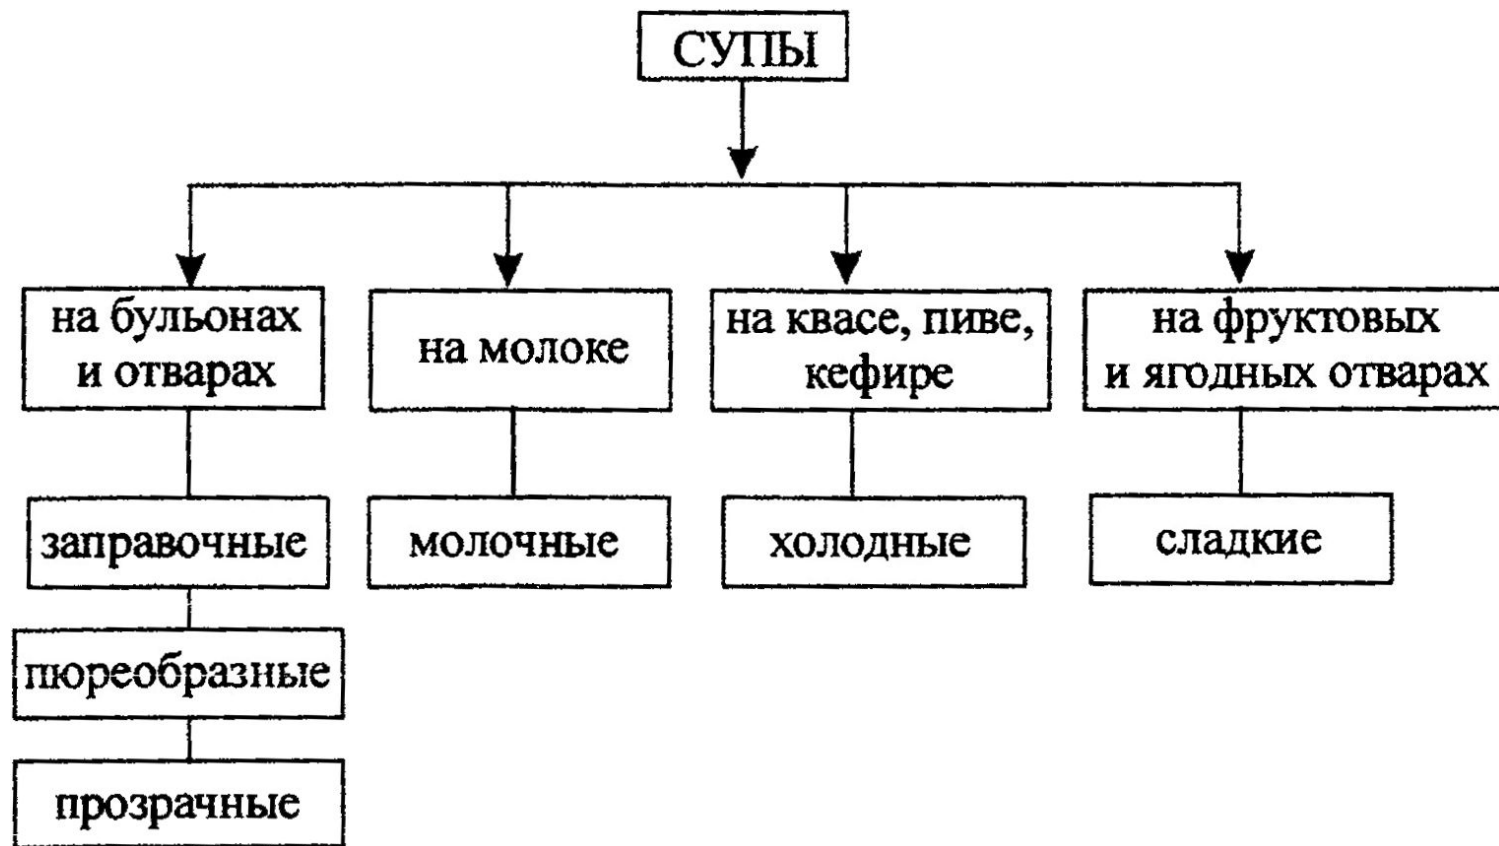 СУПЫ
на бульонах
и отварах
на молоке
на квасе, пиве,
кефире
на фруктовых
и ягодных отварах
заправочные
молочные
холодные
сладкие
пюреобразные
прозрачные